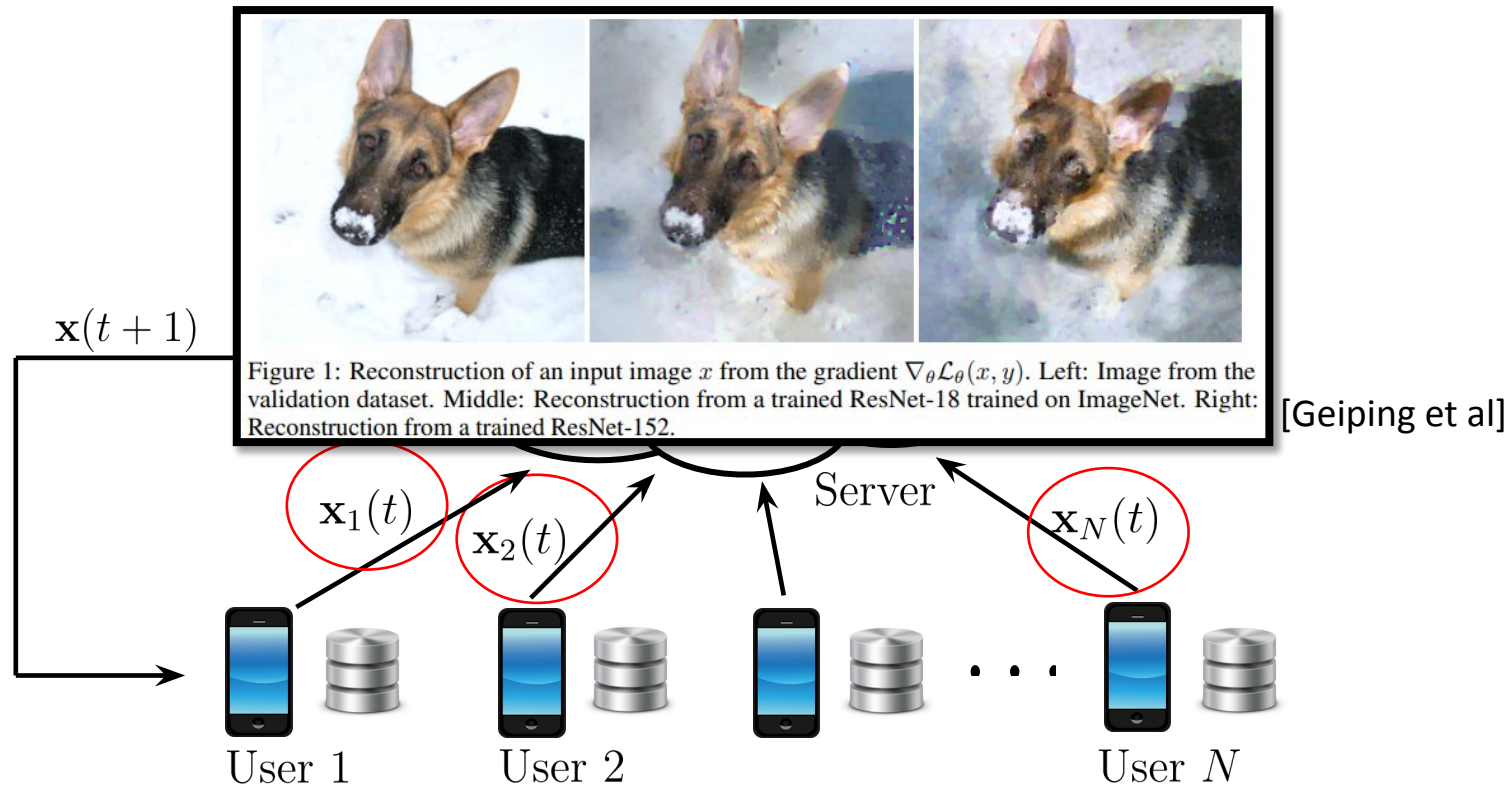 x(t + 1)
Figure 1: Reconstruction of an input image x from the gradient ∇θℒθ(x, y). Left: Image from the
validation dataset. Middle: Reconstruction from a trained ResNet-18 trained on ImageNet. Right:
Reconstruction from a trained ResNet-152.
[Geiping et al]
Server
x₁(t)
x₂(t)
x_N(t)
User 1
User 2
User N